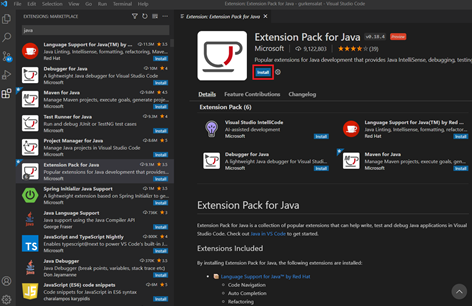 File Edit Selection View Go Run Terminal Help
Extension: Extension Pack for Java - gs-rest-service
EXTENSIONS: MARKETPLACE
java
Language Support for Java(TM) by ...
Java Linting, Intellisense, formatting, refactoring, ...
Red Hat
Install
Debugger for Java
A lightweight Java debugger for Visual Studio Code
Microsoft
Install
Maven for Java
Manage Maven projects, execute goals, generate ...
Microsoft
Install
Test Runner for Java
Run and debug JUnit or TestNG test cases
Microsoft
Install
Project Manager for Java
Manage Java projects in Visual Studio Code
Microsoft
Install
Extension Pack for Java
Popular extensions for Java development that provides ...
Microsoft
Install
Spring Initializr Java Support
A lightweight extension based on Spring Initializr to ge...
Microsoft
Install
Java Language Support
Java support using the Java Compiler API
George Fraser
Install
JavaScript and TypeScript Nightly
Enables typescript@next to power VS Code's built-in J...
Microsoft
Install
Java Debugger
Java Debugger (break points, variables, stack trace etc)
Don Jayamanne
Install
JavaScript (ES6) code snippets
Code snippets for JavaScript in ES6 syntax
charalampos karypidis
Install
Extension: Extension Pack for Java
Extension Pack for Java
v0.18.4
Preview
Microsoft
9,122,803
(39)
Popular extensions for Java development that provides Java IntelliSense, debugging, testing
Install
Details Feature Contributions Changelog
Extension Pack (6)
Visual Studio IntelliCode
AI-assisted development
Microsoft
Install
Language Support for Java(TM) by Red ...
Java Linting, Intellisense, formatting, refactor...
Red Hat
Install
Debugger for Java
A lightweight Java debugger for Visual Studio ...
Microsoft
Install
Maven for Java
Manage Maven projects, execute goals, gener...
Microsoft
Install
Extension Pack for Java
Extension Pack for Java is a collection of popular extensions that can help write, test and debug Java applications in Visual
Studio Code. Check out Java in VS Code to get started.
Extensions Included
By installing Extension Pack for Java, the following extensions are installed:
Language Support for Java™ by Red Hat
Code Navigation
Auto Completion
Refactoring